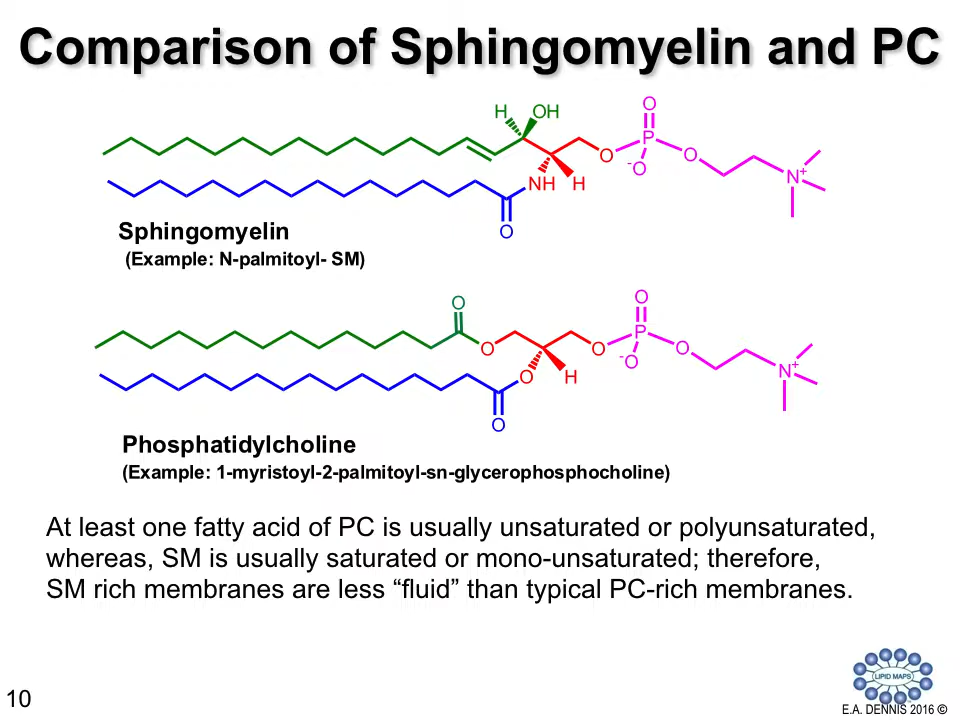 Comparison of Sphingomyelin and PC
H OH O
P
O -O O N+
NH H
O
Sphingomyelin
(Example: N-palmitoyl- SM)
O O
O O P
-O O N+
O H
O
Phosphatidylcholine
(Example: 1-myristoyl-2-palmitoyl-sn-glycerophosphocholine)
At least one fatty acid of PC is usually unsaturated or polyunsaturated,
whereas, SM is usually saturated or mono-unsaturated; therefore,
SM rich membranes are less “fluid” than typical PC-rich membranes.
LIPID MAPS
10
E.A. DENNIS 2016 ©